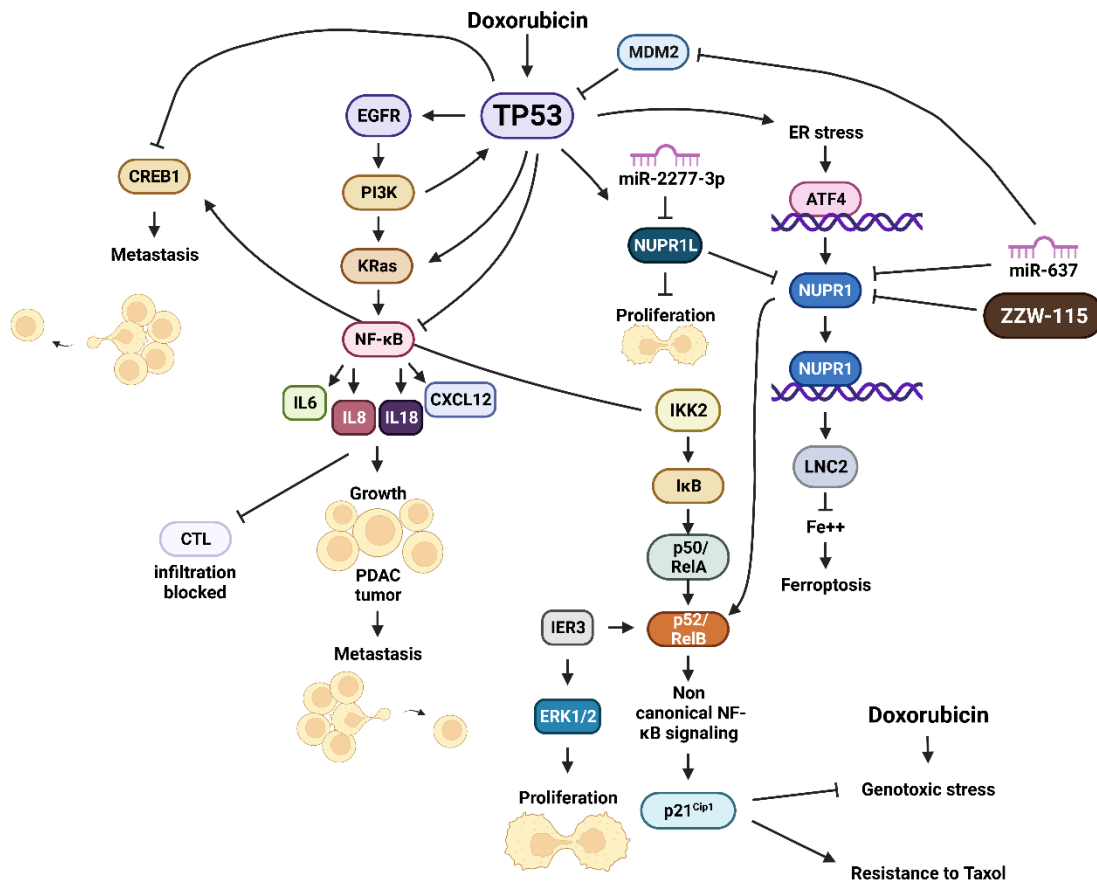 Doxorubicin
MDM2
TP53
EGFR
ER stress
miR-2277-3p
CREB1
PI3K
ATF4
Metastasis
KRas
NUPR1L
miR-637
NUPR1
ZZW-115
Proliferation
NF-κB
NUPR1
IL6
IL8
IL18
CXCL12
IKK2
LNC2
IκB
Growth
CTL
infiltration
blocked
PDAC
tumor
Fe++
p50/
RelA
Ferroptosis
IER3
p52/
RelB
Metastasis
Non
canonical NF-
κB signaling
ERK1/2
Doxorubicin
Genotoxic stress
Proliferation
p21Cip1
Resistance to Taxol